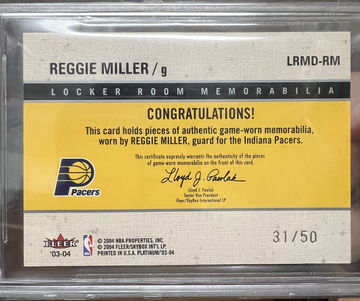 REGGIE MILLER / g
LRMD-RM
LOCKER ROOM MEMORABILIA
CONGRATULATIONS!
This card holds pieces of authentic game-worn memorabilia,
worn by REGGIE MILLER, guard for the Indiana Pacers.
This certificate expressly warrants the authenticity of the pieces
of game-worn memorabilia on the front of this card.
Lloyd J. Pawlak
Lloyd J. Pawlak
Senior Vice President
Fleer/SkyBox International LP
Pacers
31/50
FLEER
'03-04
NBA
© 2004 NBA PROPERTIES, INC.
© 2004 FLEER/SKYBOX INT'L LP.
PRINTED IN U.S.A. PLATINUM/03-04